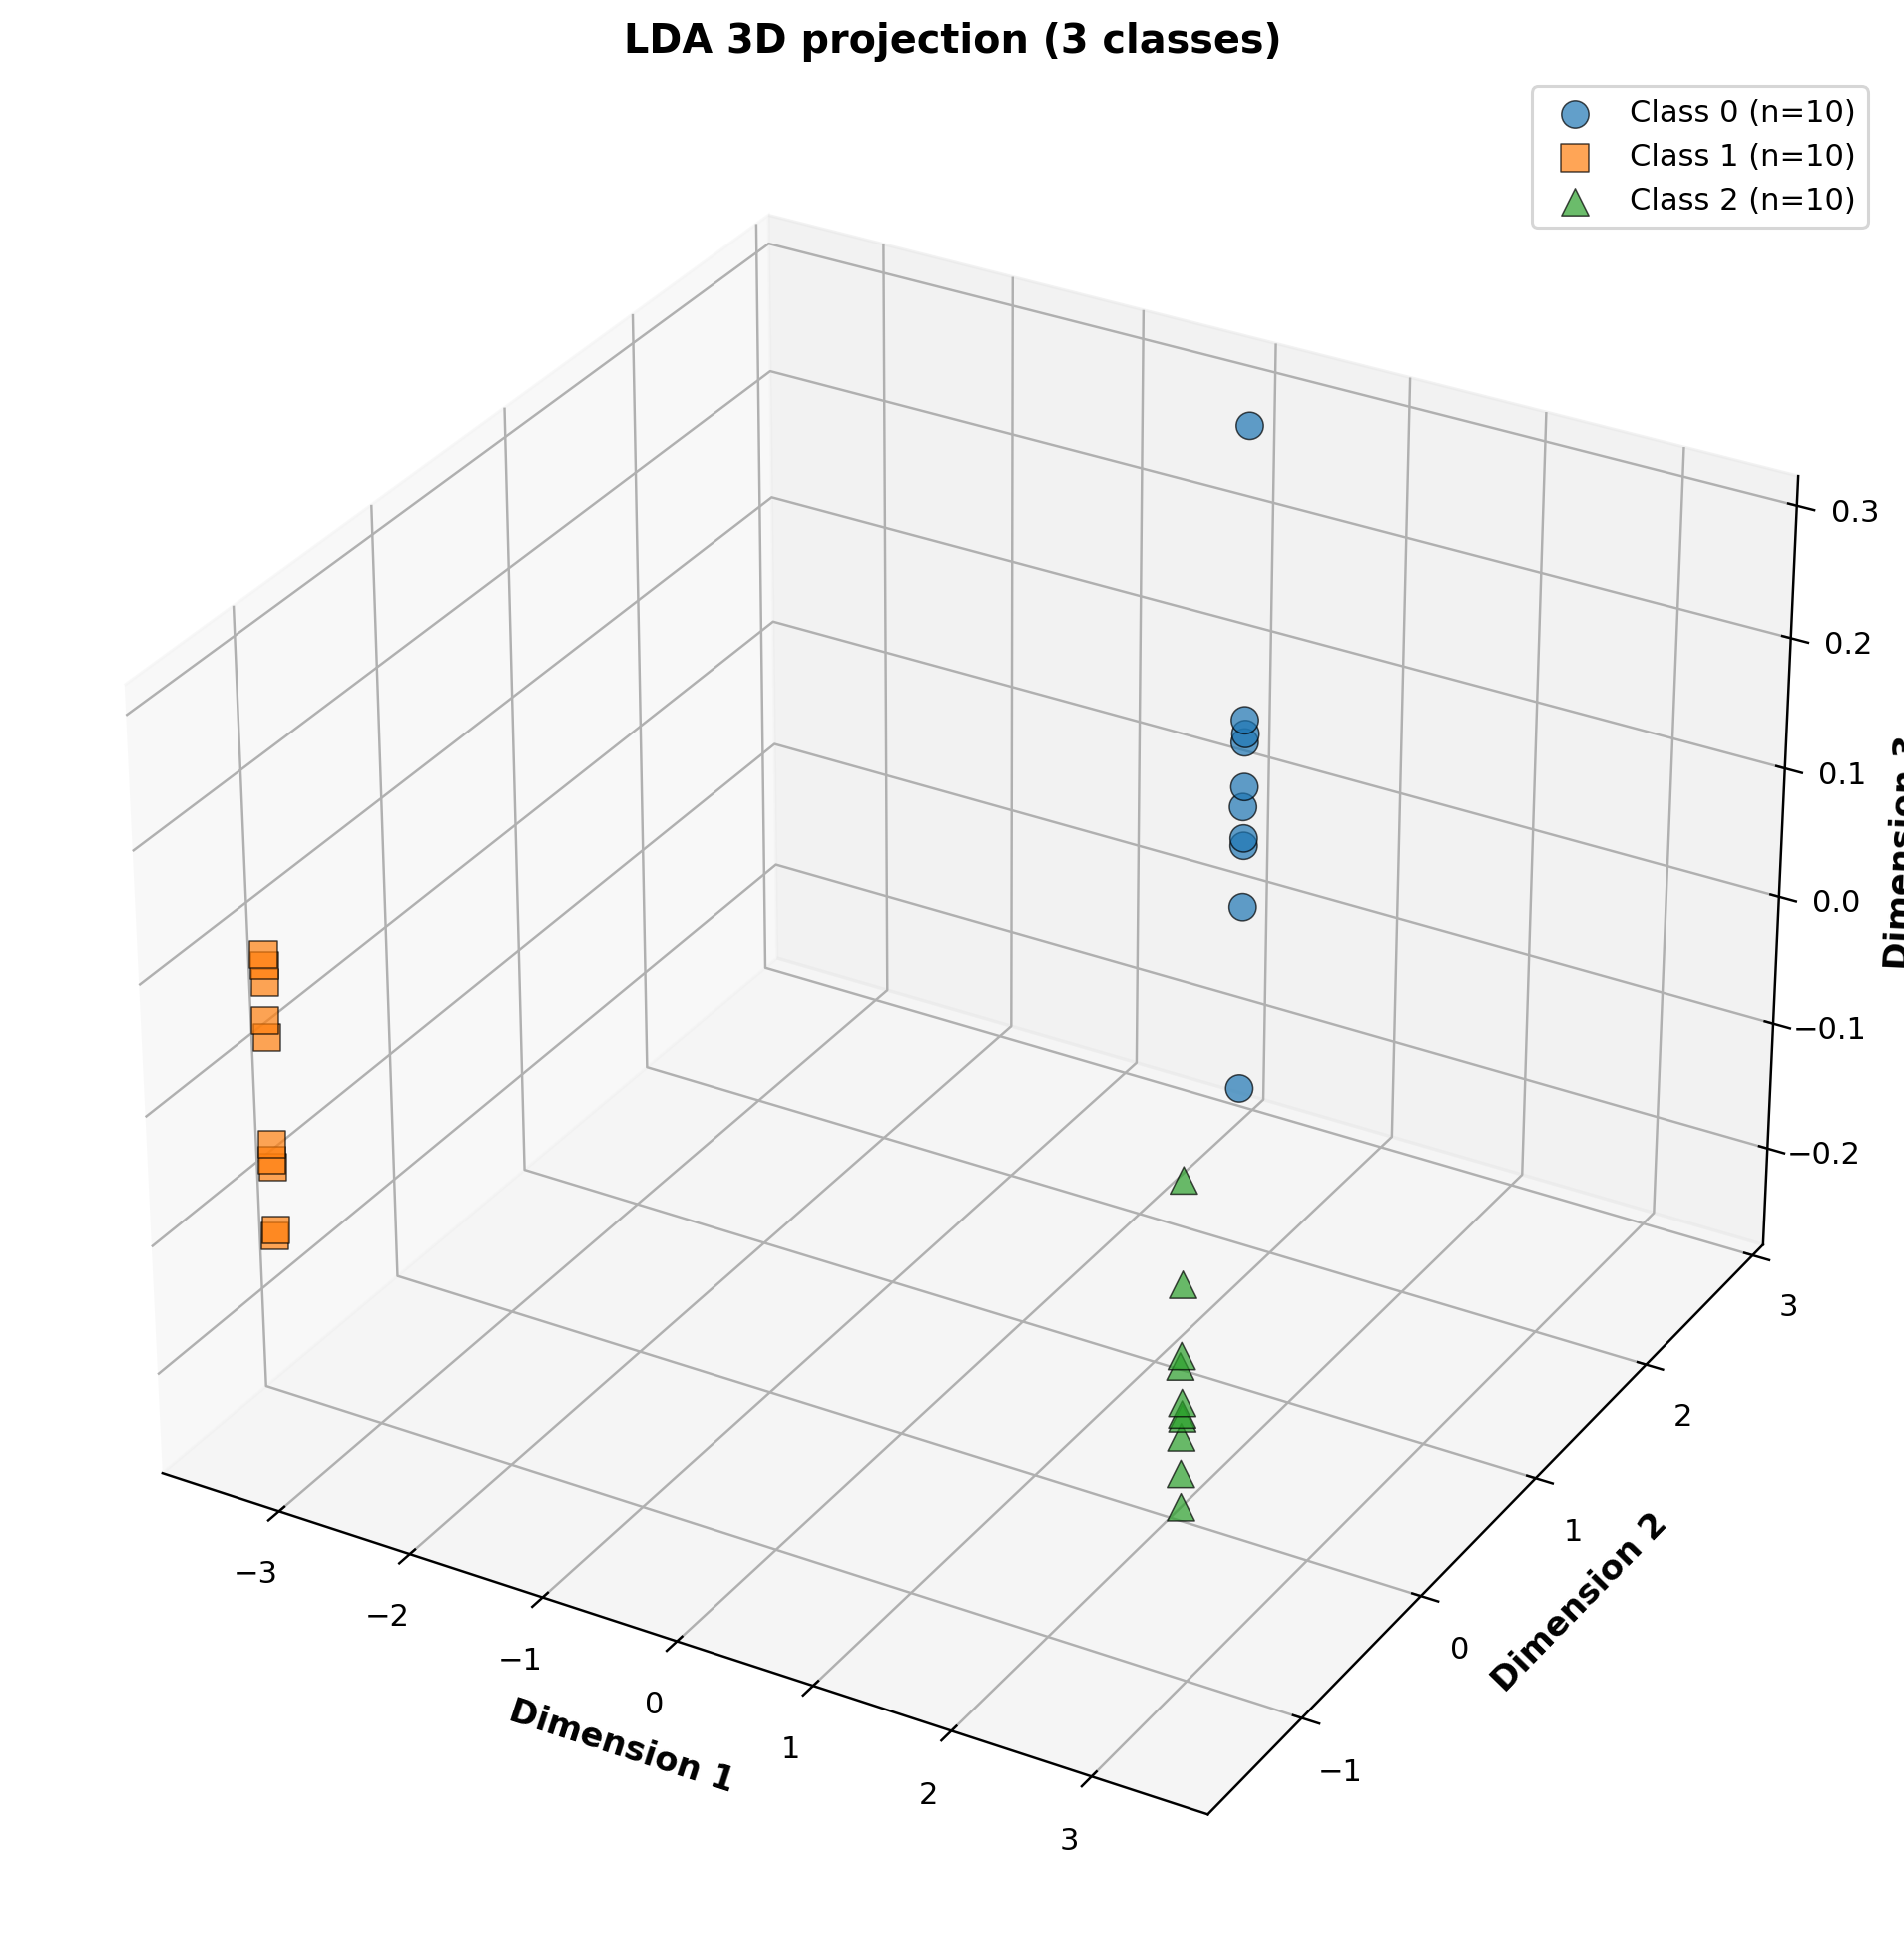 LDA 3D projection (3 classes)
Class 0 (n=10)
Class 1 (n=10)
Class 2 (n=10)
0.3
0.2
0.1
0.0
−0.1
−0.2
Dimension 3
3
2
1
0
−1
Dimension 2
−3
−2
−1
0
1
2
3
Dimension 1